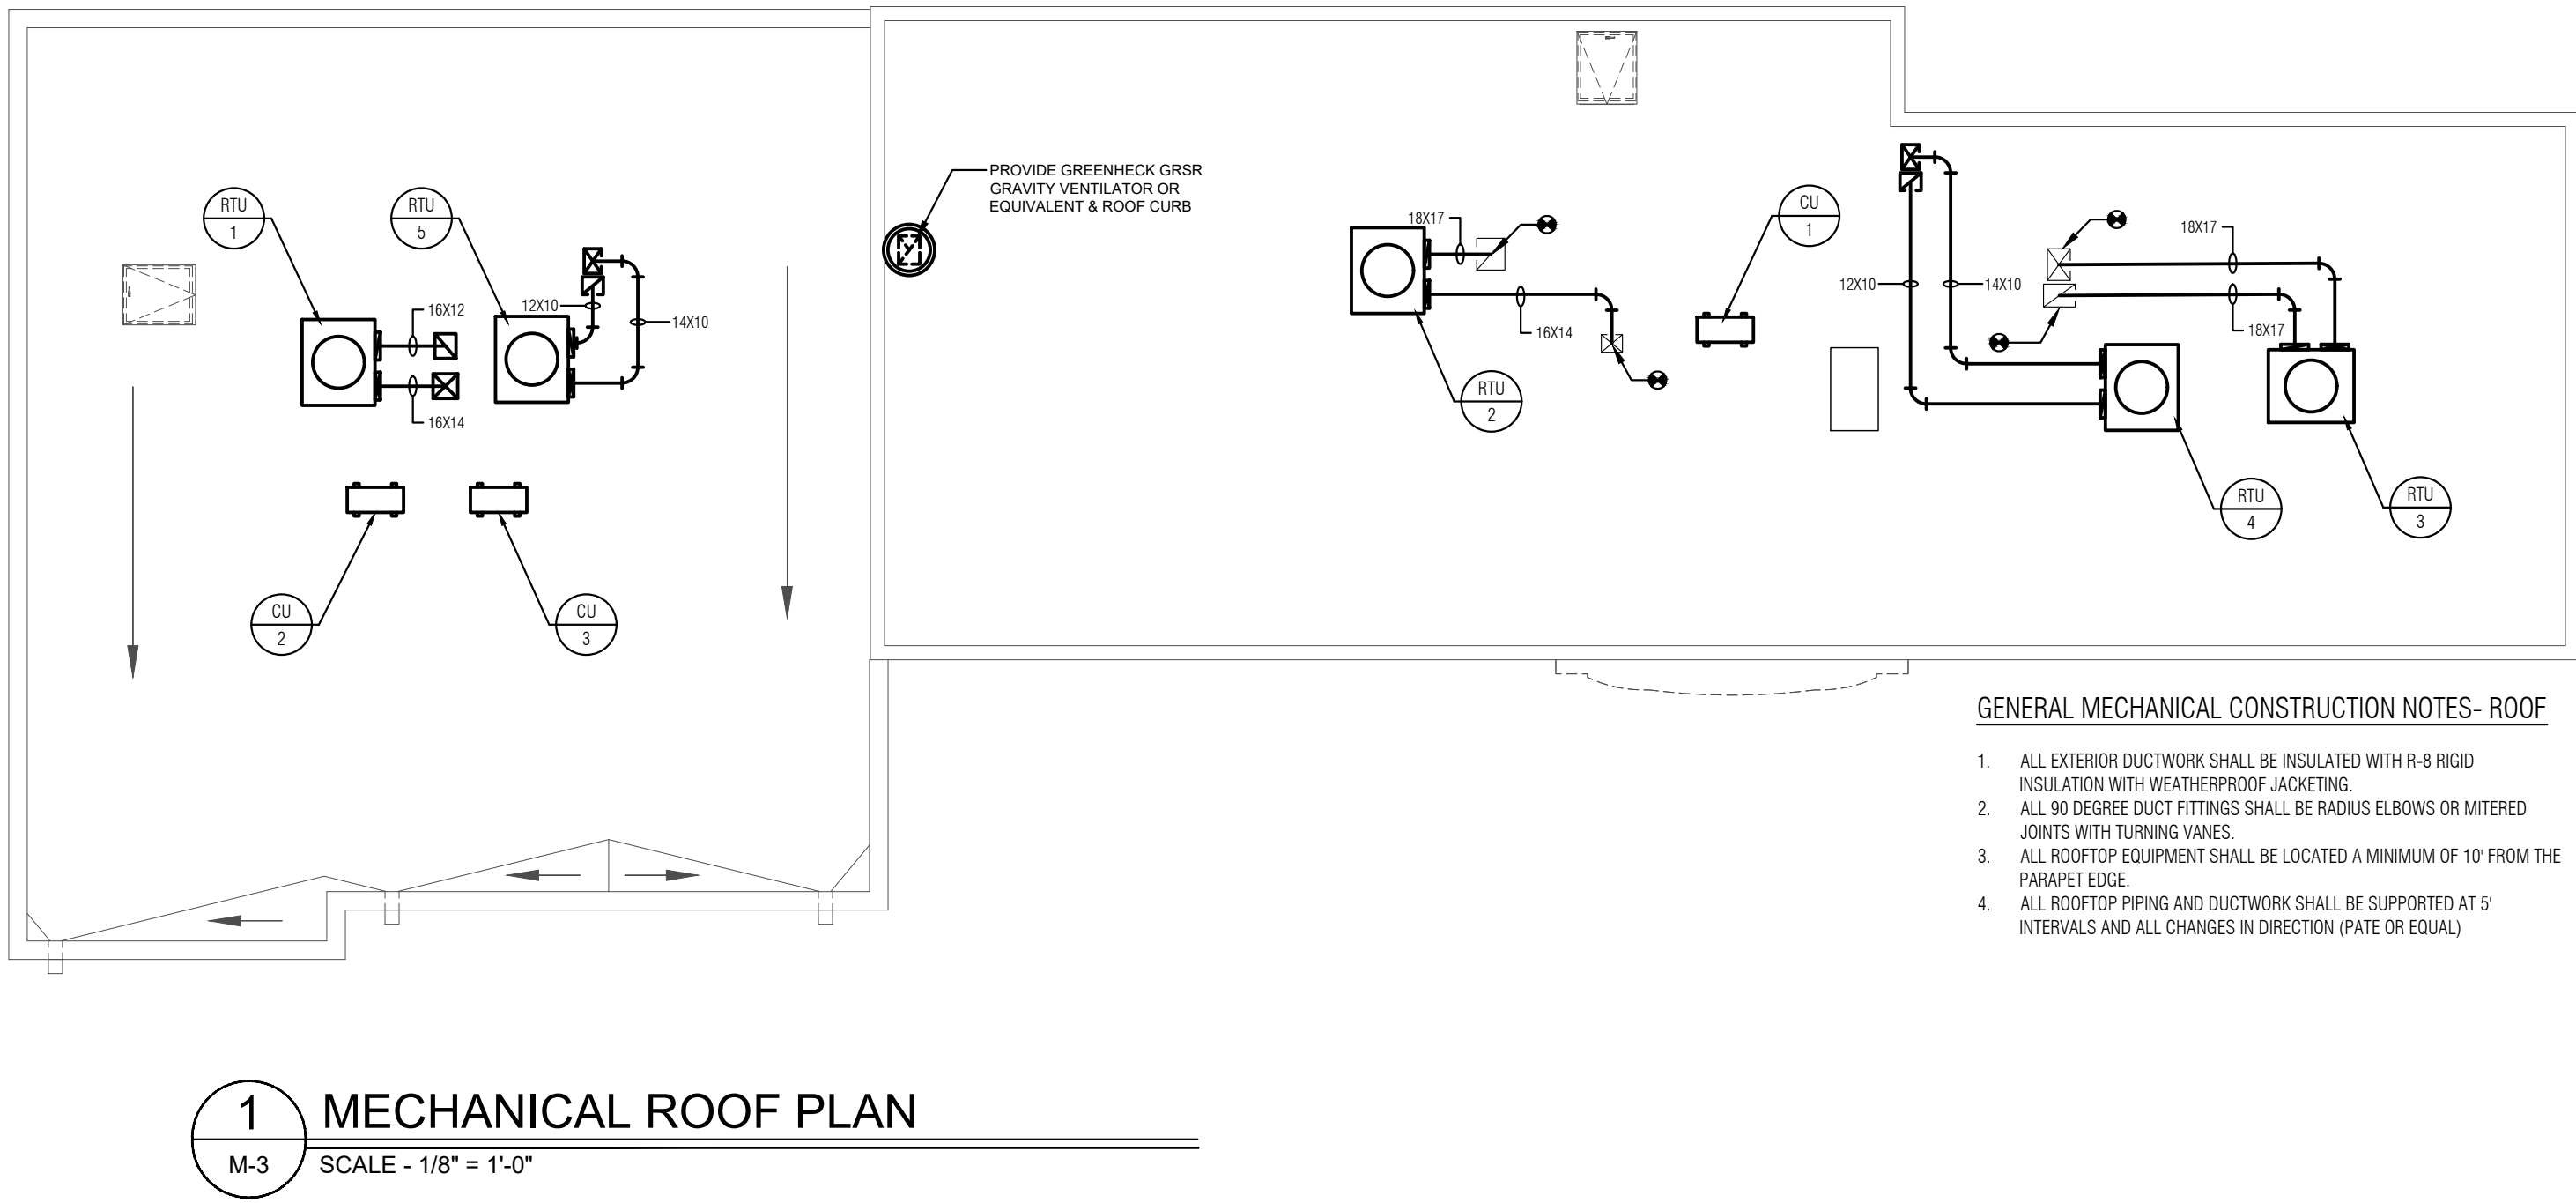 PROVIDE GREENHECK GRSR
GRAVITY VENTILATOR OR
EQUIVALENT & ROOF CURB
RTU
1
RTU
5
16X12
16X14
12X10
14X10
CU
2
CU
3
18X17
16X14
RTU
2
CU
1
12X10
14X10
18X17
18X17
RTU
4
RTU
3
GENERAL MECHANICAL CONSTRUCTION NOTES- ROOF
1. ALL EXTERIOR DUCTWORK SHALL BE INSULATED WITH R-8 RIGID
INSULATION WITH WEATHERPROOF JACKETING.
2. ALL 90 DEGREE DUCT FITTINGS SHALL BE RADIUS ELBOWS OR MITERED
JOINTS WITH TURNING VANES.
3. ALL ROOFTOP EQUIPMENT SHALL BE LOCATED A MINIMUM OF 10' FROM THE
PARAPET EDGE.
4. ALL ROOFTOP PIPING AND DUCTWORK SHALL BE SUPPORTED AT 5'
INTERVALS AND ALL CHANGES IN DIRECTION (PATE OR EQUAL)
1
M-3
MECHANICAL ROOF PLAN
SCALE - 1/8" = 1'-0"